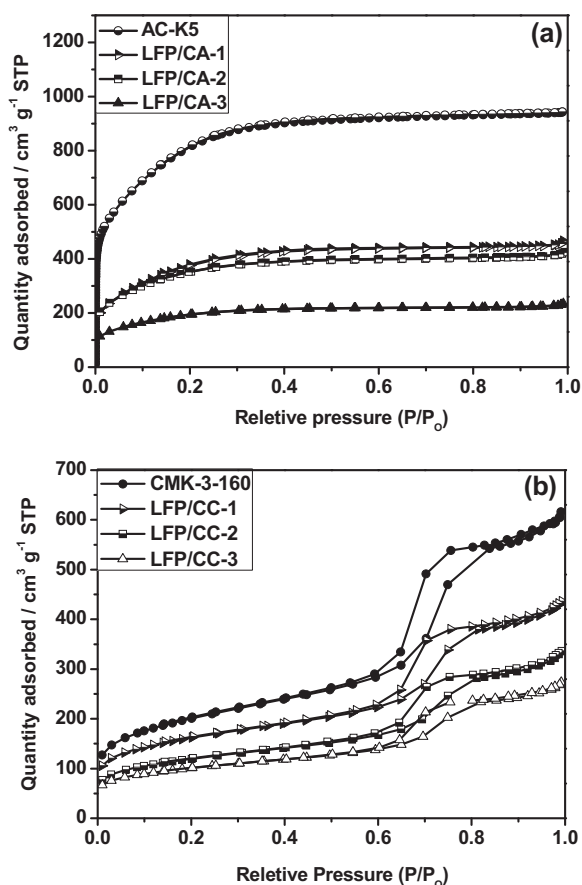 (a)
AC-K5
LFP/CA-1
LFP/CA-2
LFP/CA-3
Quantity adsorbed / cm³ g⁻¹ STP
1200
1000
800
600
400
200
0
0.0 0.2 0.4 0.6 0.8 1.0
Reletive pressure (P/Pₒ)
(b)
CMK-3-160
LFP/CC-1
LFP/CC-2
LFP/CC-3
Quantity adsorbed / cm³ g⁻¹ STP
700
600
500
400
300
200
100
0
0.0 0.2 0.4 0.6 0.8 1.0
Reletive Pressure (P/Pₒ)